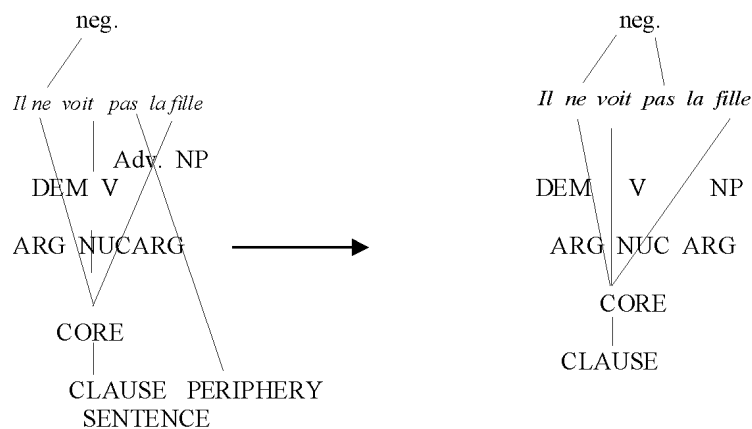 neg.
Il ne voit pas la fille
Adv. NP
DEM V
ARG NUC ARG
CORE
CLAUSE PERIPHERY
SENTENCE
neg.
Il ne voit pas la fille
DEM V NP
ARG NUC ARG
CORE
CLAUSE